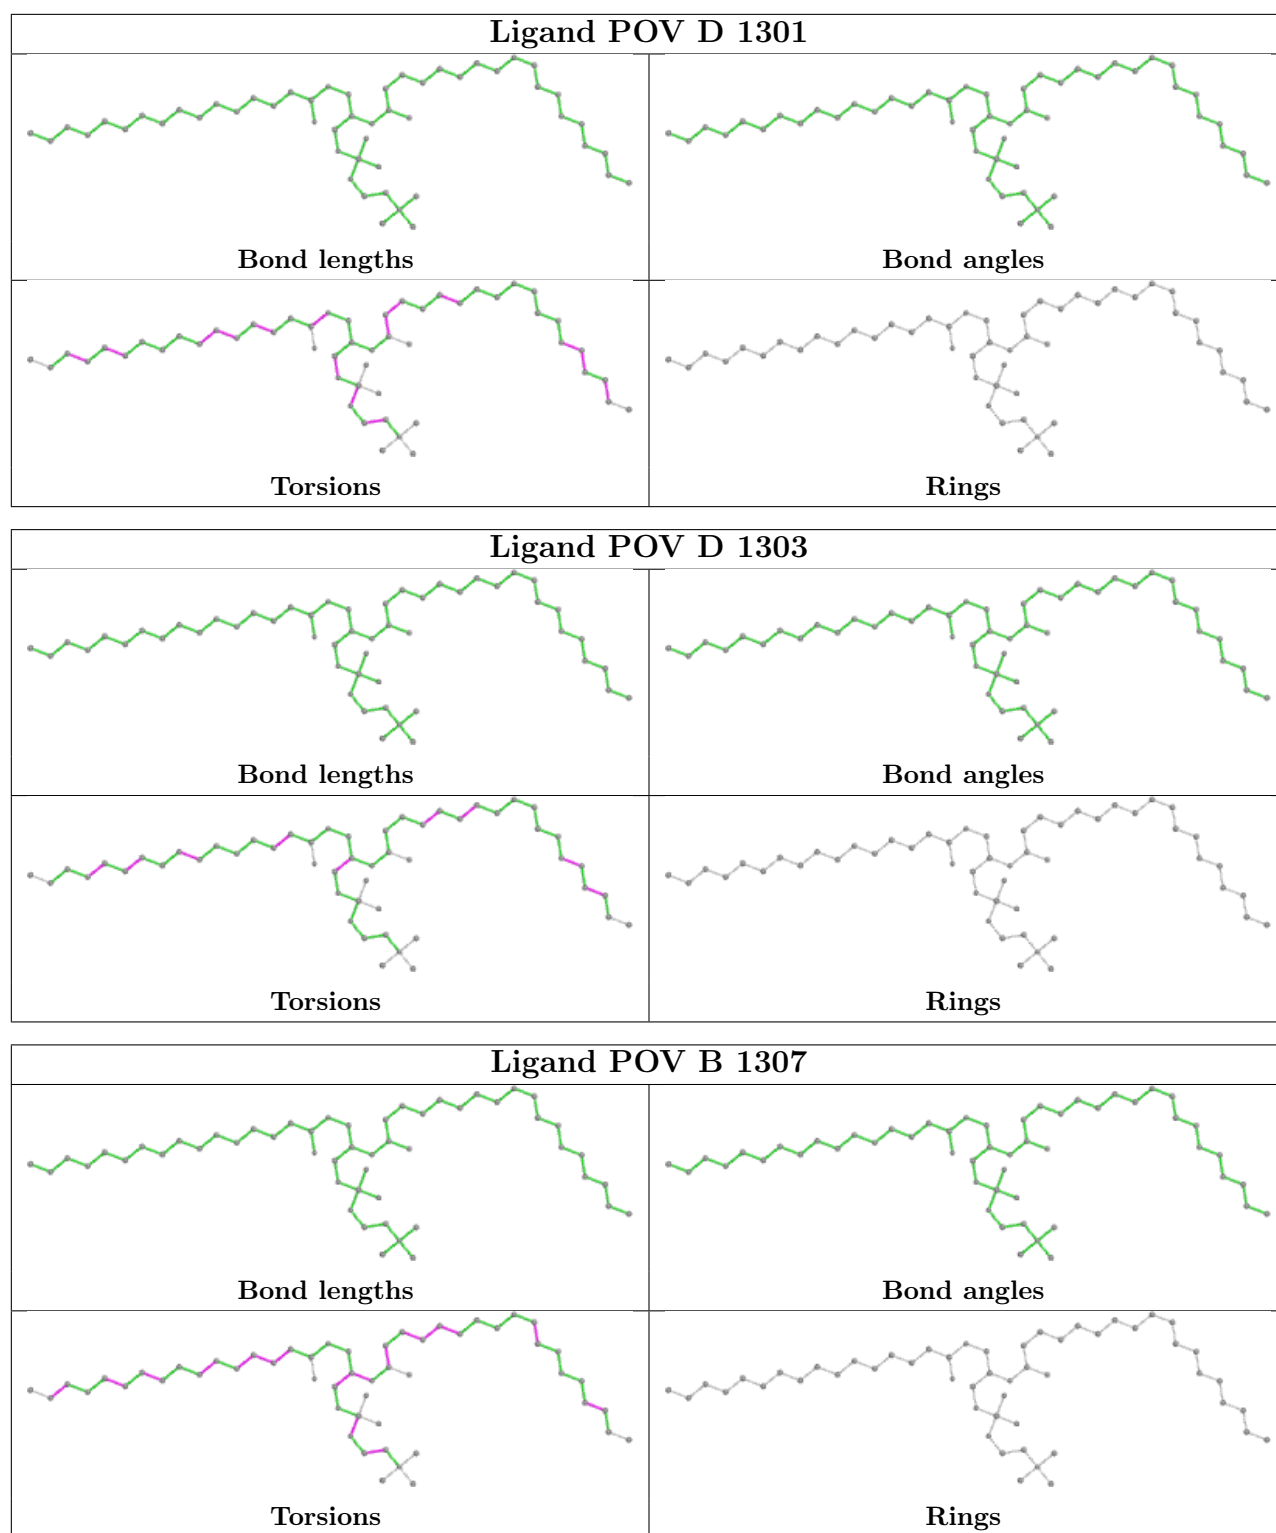 Ligand POV D 1301
Bond lengths
Bond angles
Torsions
Rings
Ligand POV D 1303
Bond lengths
Bond angles
Torsions
Rings
Ligand POV B 1307
Bond lengths
Bond angles
Torsions
Rings